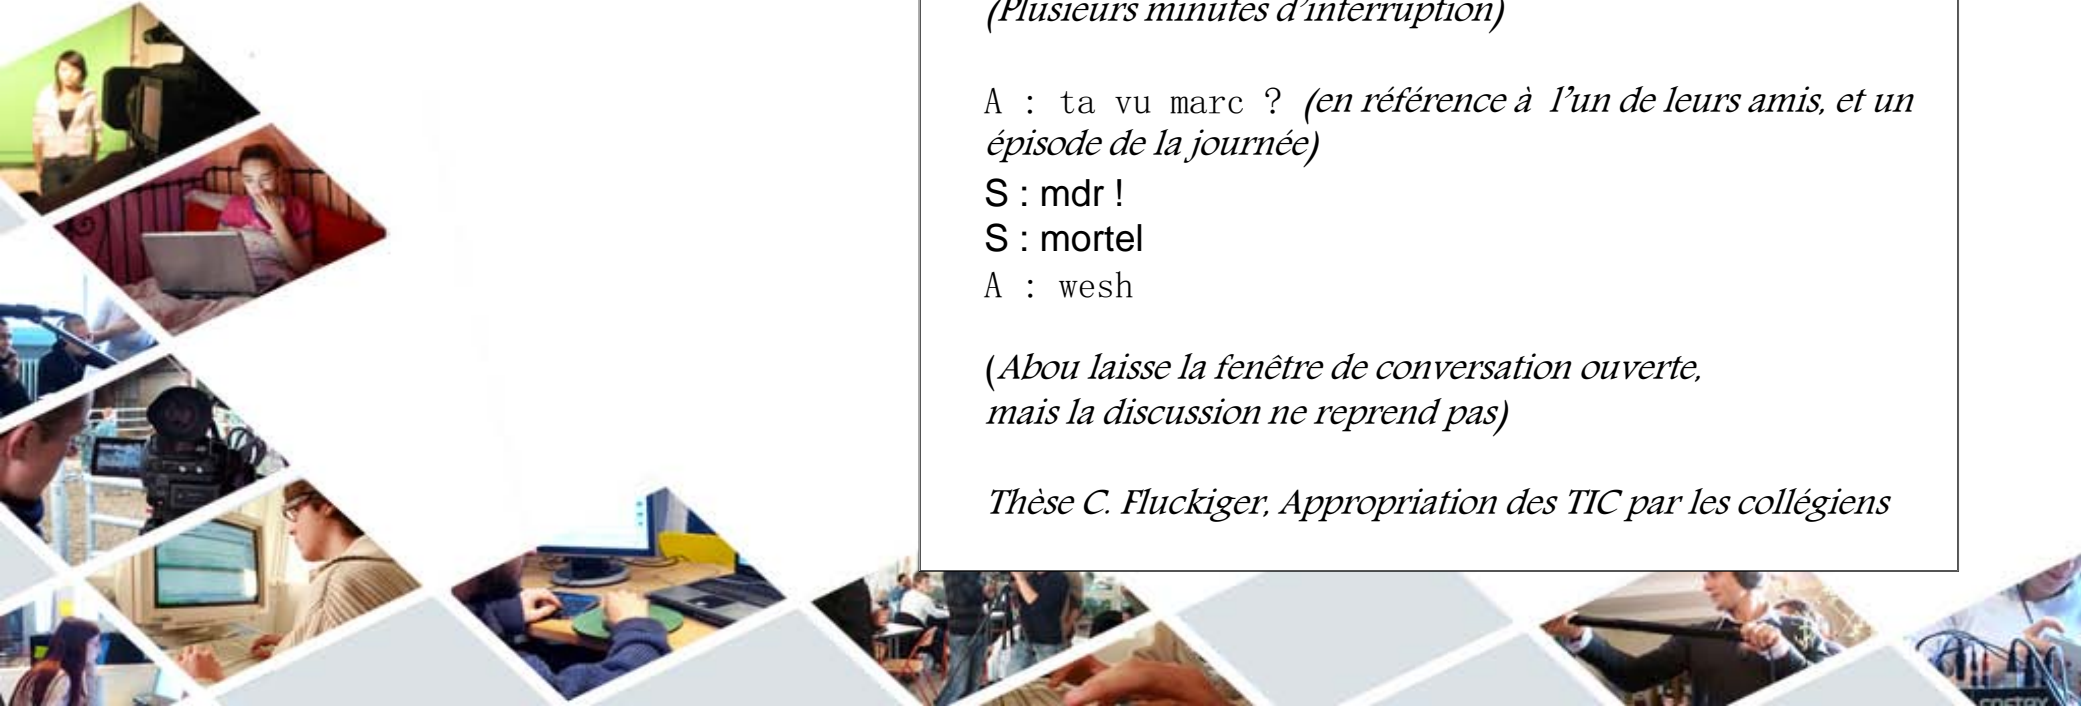 (Plusieurs minutes d'interruption)
A : ta vu marc ? (en référence à l'un de leurs amis, et un
épisode de la journée)
S : mdr !
S : mortel
A : wesh
(Abou laisse la fenêtre de conversation ouverte,
mais la discussion ne reprend pas)
Thèse C. Fluckiger, Appropriation des TIC par les collégiens